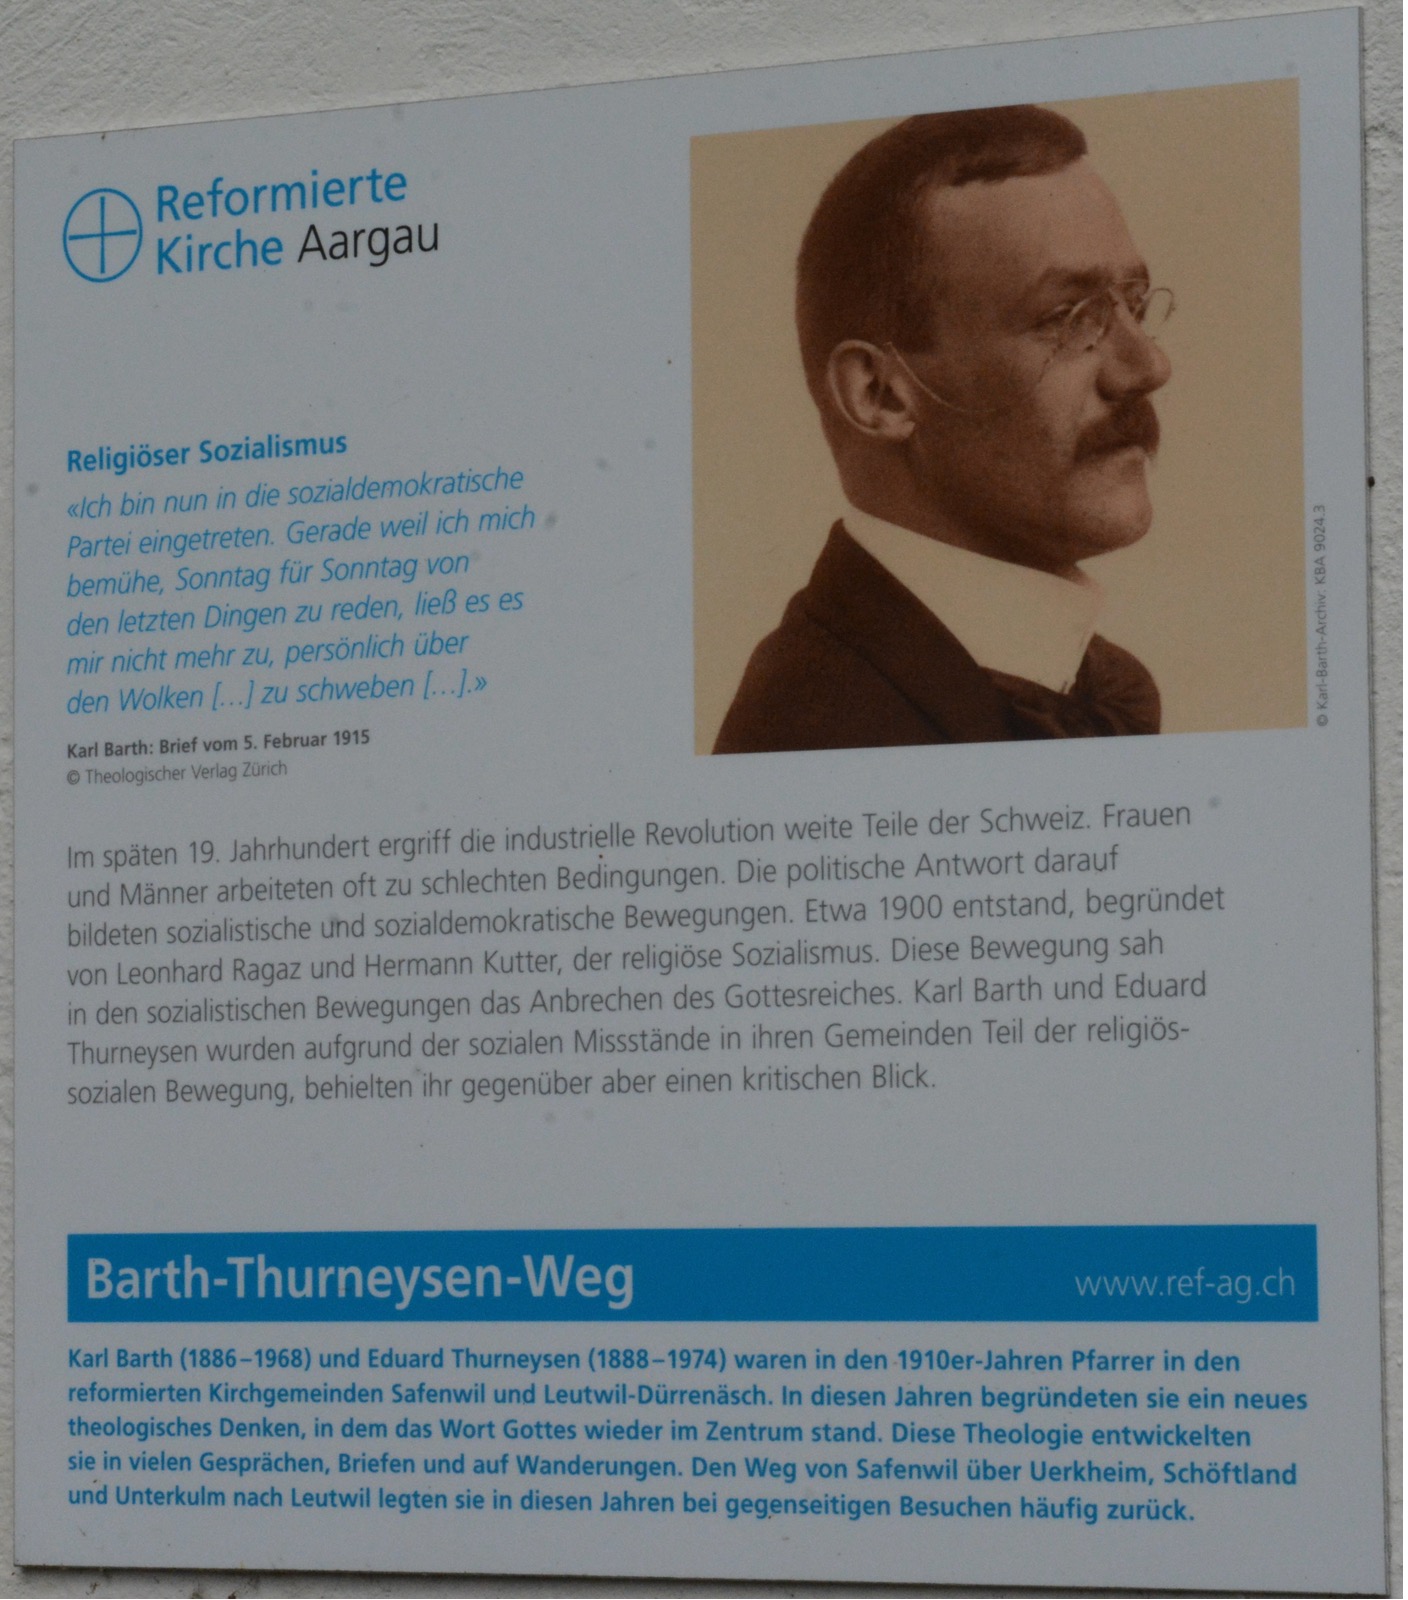 Reformierte
Kirche Aargau
Religiöser Sozialismus
«Ich bin nun in die sozialdemokratische
Partei eingetreten. Gerade weil ich mich
bemühe, Sonntag für Sonntag von
den letzten Dingen zu reden, ließ es es
mir nicht mehr zu, persönlich über
den Wolken [...] zu schweben [...].»
Karl Barth: Brief vom 5. Februar 1915
© Theologischer Verlag Zürich
© Karl-Barth-Archiv: KBA 9024.3
Im späten 19. Jahrhundert ergriff die industrielle Revolution weite Teile der Schweiz. Frauen
und Männer arbeiteten oft zu schlechten Bedingungen. Die politische Antwort darauf
bildeten sozialistische und sozialdemokratische Bewegungen. Etwa 1900 entstand, begründet
von Leonhard Ragaz und Hermann Kutter, der religiöse Sozialismus. Diese Bewegung sah
in den sozialistischen Bewegungen das Anbrechen des Gottesreiches. Karl Barth und Eduard
Thurneysen wurden aufgrund der sozialen Missstände in ihren Gemeinden Teil der religiös-
sozialen Bewegung, behielten ihr gegenüber aber einen kritischen Blick.
Barth-Thurneysen-Weg
www.ref-ag.ch
Karl Barth (1886–1968) und Eduard Thurneysen (1888–1974) waren in den 1910er-Jahren Pfarrer in den
reformierten Kirchgemeinden Safenwil und Leutwil-Dürrenäsch. In diesen Jahren begründeten sie ein neues
theologisches Denken, in dem das Wort Gottes wieder im Zentrum stand. Diese Theologie entwickelten
sie in vielen Gesprächen, Briefen und auf Wanderungen. Den Weg von Safenwil über Uerkheim, Schöftland
und Unterkulm nach Leutwil legten sie in diesen Jahren bei gegenseitigen Besuchen häufig zurück.